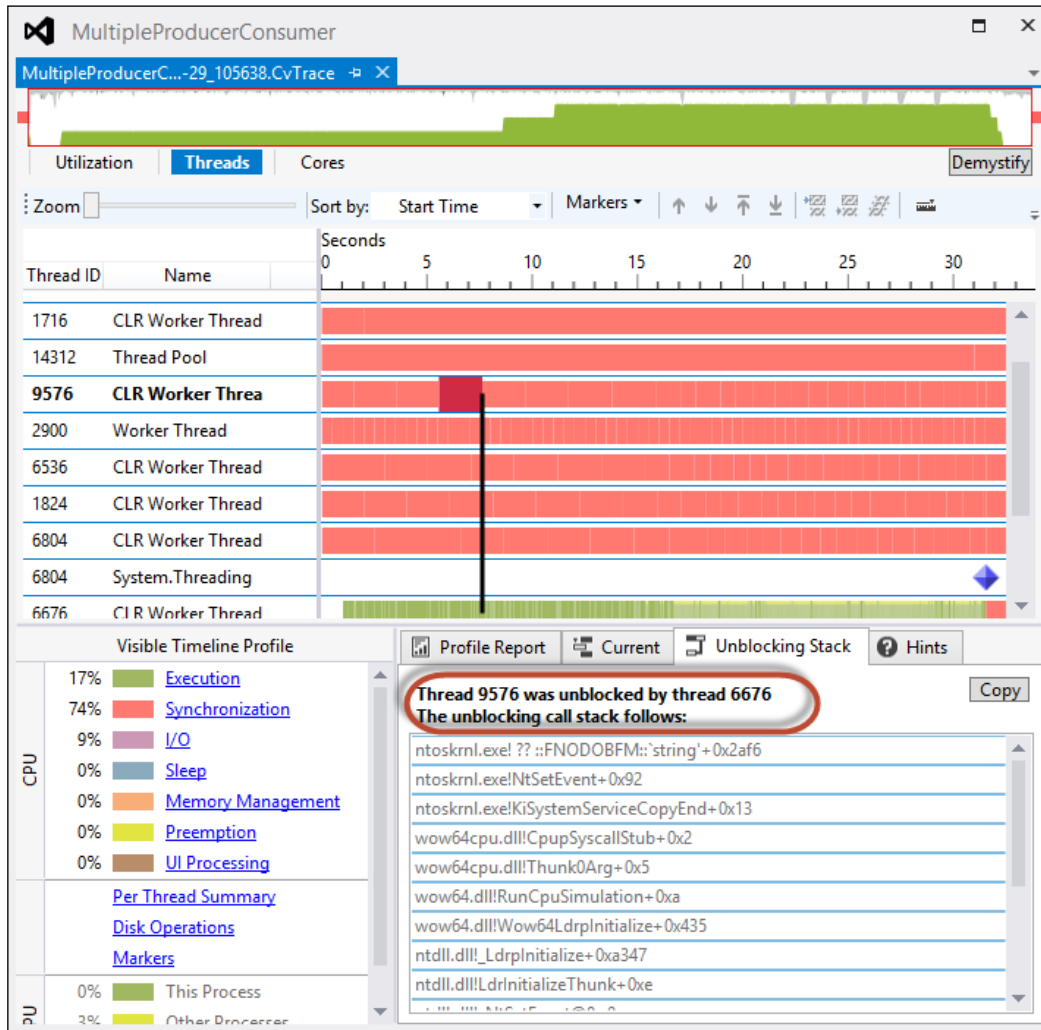 MultipleProducerConsumer
MultipleProducerC...-29_105638.CvTrace
Utilization Threads Cores Demystify
Zoom Sort by: Start Time Markers
Seconds
Thread ID Name 0 5 10 15 20 25 30
1716 CLR Worker Thread
14312 Thread Pool
9576 CLR Worker Threa
2900 Worker Thread
6536 CLR Worker Thread
1824 CLR Worker Thread
6804 CLR Worker Thread
6804 System.Threading
6676 CLR Worker Thread
Visible Timeline Profile
CPU
17% Execution
74% Synchronization
9% I/O
0% Sleep
0% Memory Management
0% Preemption
0% UI Processing
Per Thread Summary
Disk Operations
Markers
0% This Process
3% Other Processes
Profile Report Current Unblocking Stack Hints
Thread 9576 was unblocked by thread 6676
The unblocking call stack follows:
Copy
ntoskrnl.exe! ?? ::FNODOBFM::`string'+0x2af6
ntoskrnl.exe!NtSetEvent+0x92
ntoskrnl.exe!KiSystemServiceCopyEnd+0x13
wow64cpu.dll!CpupSyscallStub+0x2
wow64cpu.dll!Thunk0Arg+0x5
wow64.dll!RunCpuSimulation+0xa
wow64.dll!Wow64LdrpInitialize+0x435
ntdll.dll!_LdrpInitialize+0xa347
ntdll.dll!LdrInitializeThunk+0xe